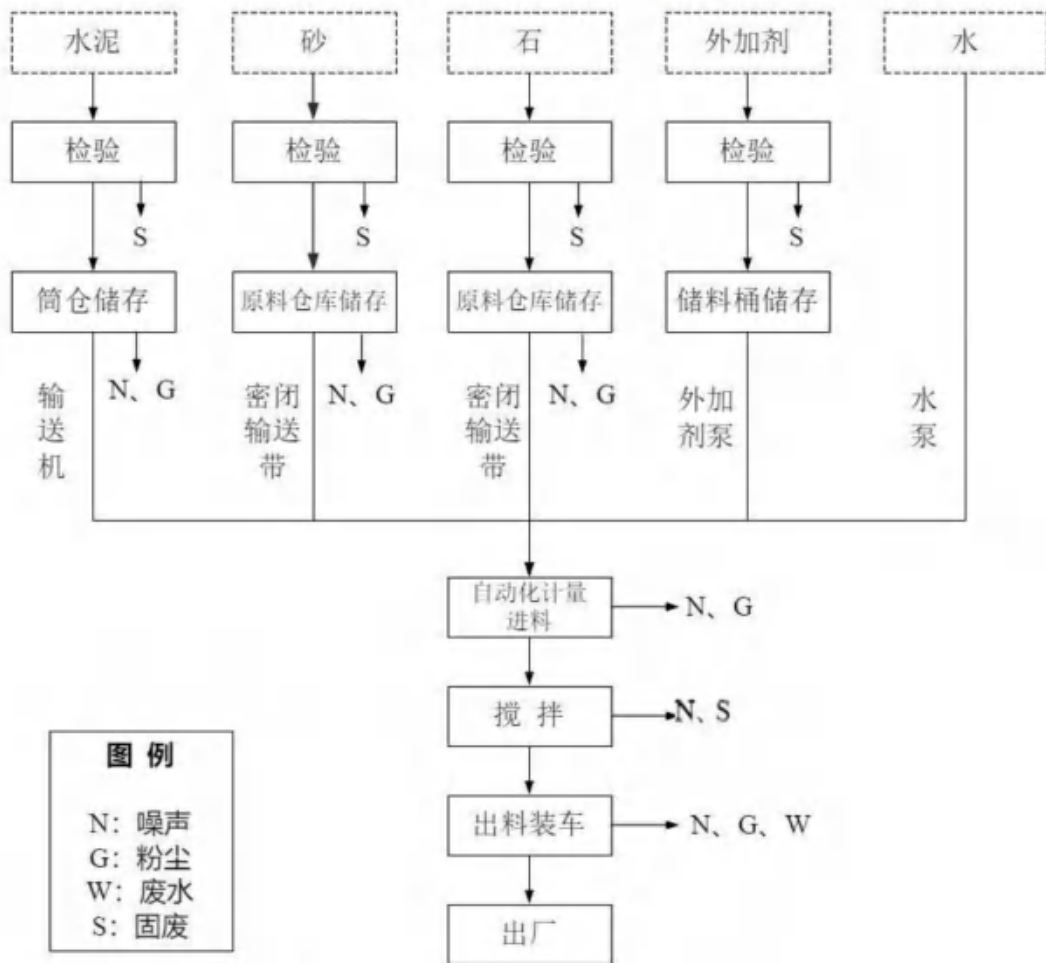 水泥
砂
石
外加剂
水
检验
检验
检验
检验
S
S
S
S
筒仓储存
原料仓库储存
原料仓库储存
储料桶储存
N、G
N、G
N、G
输
送
机
密闭
输送
带
密闭
输送
带
外加
剂泵
水
泵
自动化计量
进料
N、G
搅 拌
N、S
出料装车
N、G、W
出厂
图 例
N：噪声
G：粉尘
W：废水
S：固废